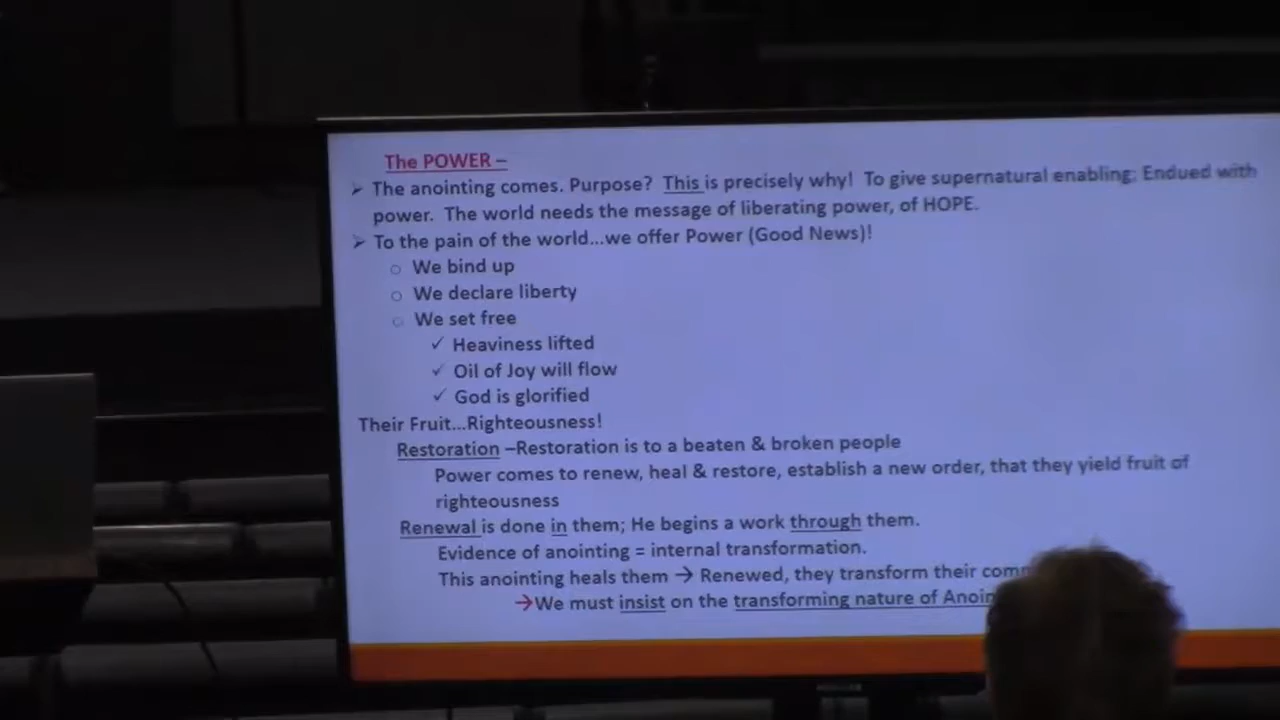 The POWER –
➢ The anointing comes. Purpose? This is precisely why! To give supernatural enabling; Endued with
power. The world needs the message of liberating power, of HOPE.
➢ To the pain of the world...we offer Power (Good News)!
○ We bind up
○ We declare liberty
○ We set free
✓ Heaviness lifted
✓ Oil of Joy will flow
✓ God is glorified
Their Fruit...Righteousness!
Restoration –Restoration is to a beaten & broken people
Power comes to renew, heal & restore, establish a new order, that they yield fruit of
righteousness
Renewal is done in them; He begins a work through them.
Evidence of anointing = internal transformation.
This anointing heals them → Renewed, they transform their
→We must insist on the transforming nature of